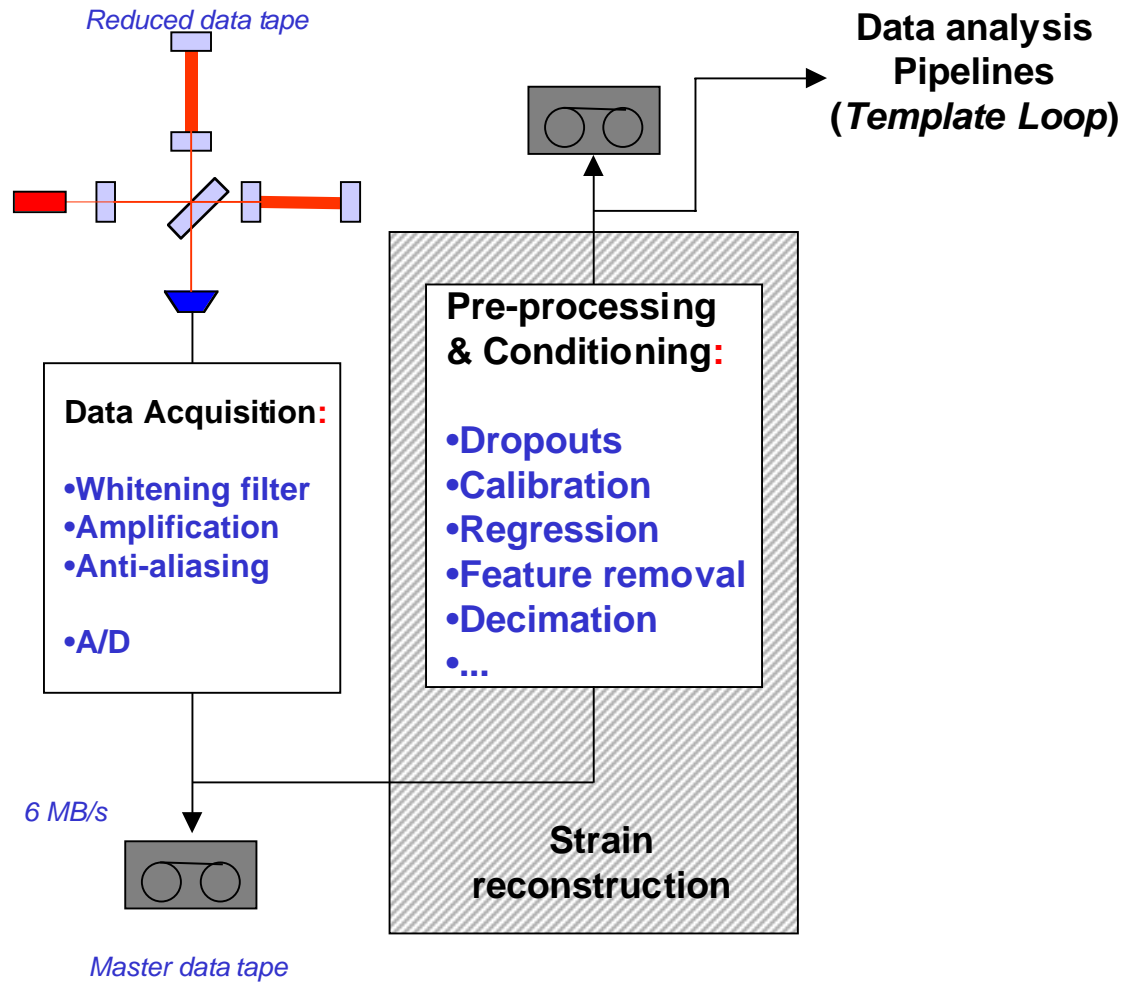 Reduced data tape
Data analysis
Pipelines
(Template Loop)
Pre-processing
& Conditioning:
•Dropouts
•Calibration
•Regression
•Feature removal
•Decimation
•...
Data Acquisition:
•Whitening filter
•Amplification
•Anti-aliasing
•A/D
6 MB/s
Strain
reconstruction
Master data tape